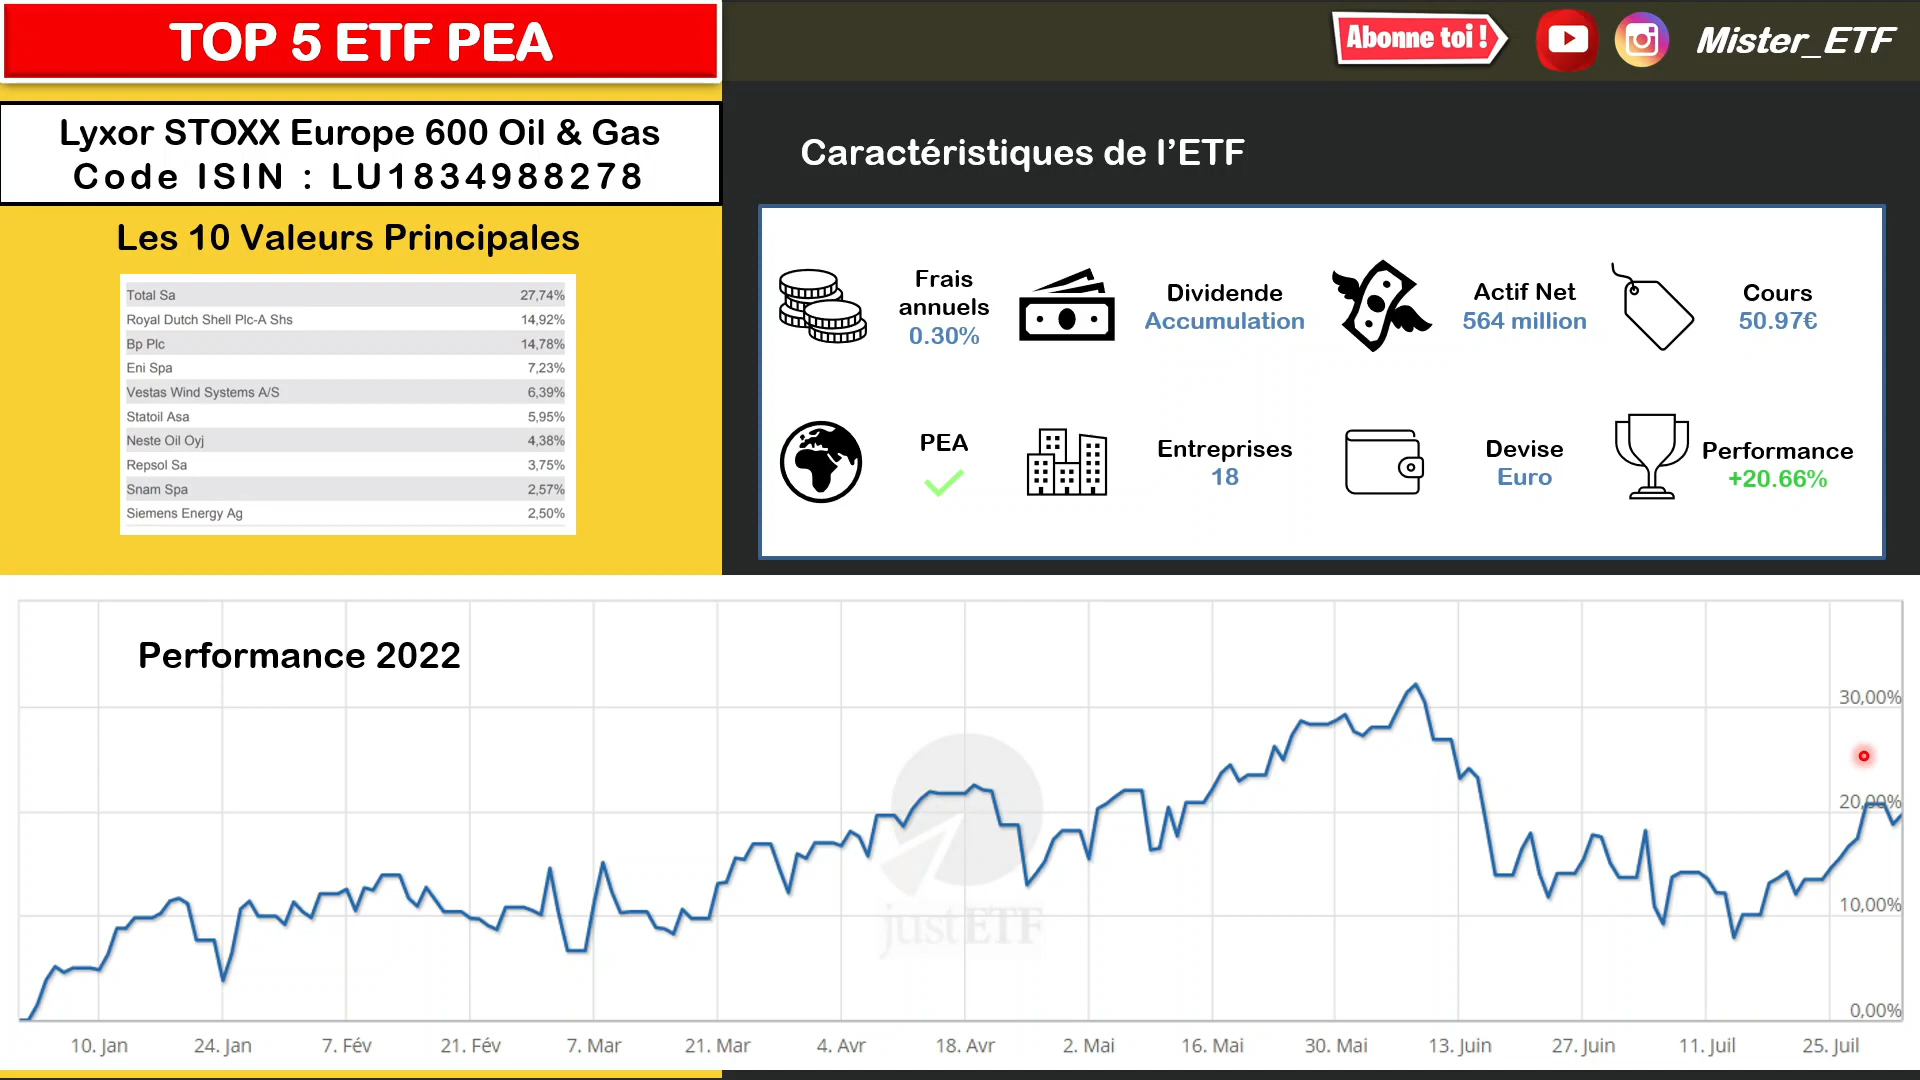 TOP 5 ETF PEA
Abonne toi !
Mister_ETF
Lyxor STOXX Europe 600 Oil & Gas
Code ISIN : LU1834988278
Les 10 Valeurs Principales
Total Sa 27,74%
Royal Dutch Shell Plc-A Shs 14,92%
Bp Plc 14,78%
Eni Spa 7,23%
Vestas Wind Systems A/S 6,39%
Statoil Asa 5,95%
Neste Oil Oyj 4,38%
Repsol Sa 3,75%
Snam Spa 2,57%
Siemens Energy Ag 2,50%
Caractéristiques de l’ETF
Frais
annuels
0.30%
Dividende
Accumulation
Actif Net
564 million
Cours
50.97€
PEA
Entreprises
18
Devise
Euro
Performance
+20.66%
Performance 2022
30,00%
20,00%
10,00%
0,00%
justETF
10. Jan 24. Jan 7. Fév 21. Fév 7. Mar 21. Mar 4. Avr 18. Avr 2. Mai 16. Mai 30. Mai 13. Juin 27. Juin 11. Juil 25. Juil